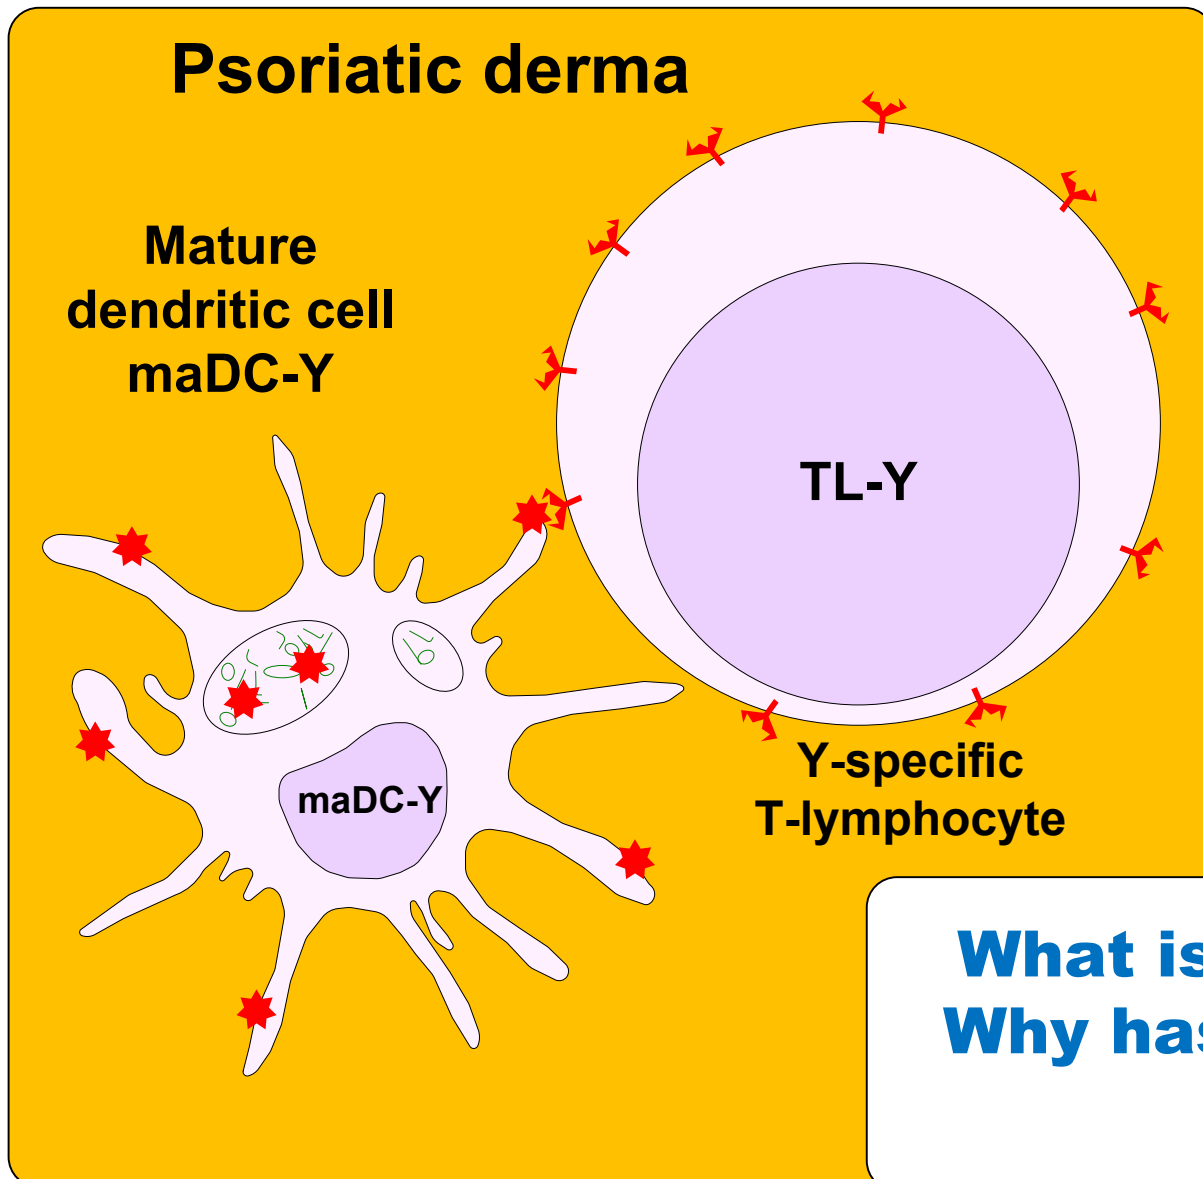 Psoriatic derma
Mature
dendritic cell
maDC-Y
TL-Y
maDC-Y
Y-specific
T-lymphocyte
What is
Why has